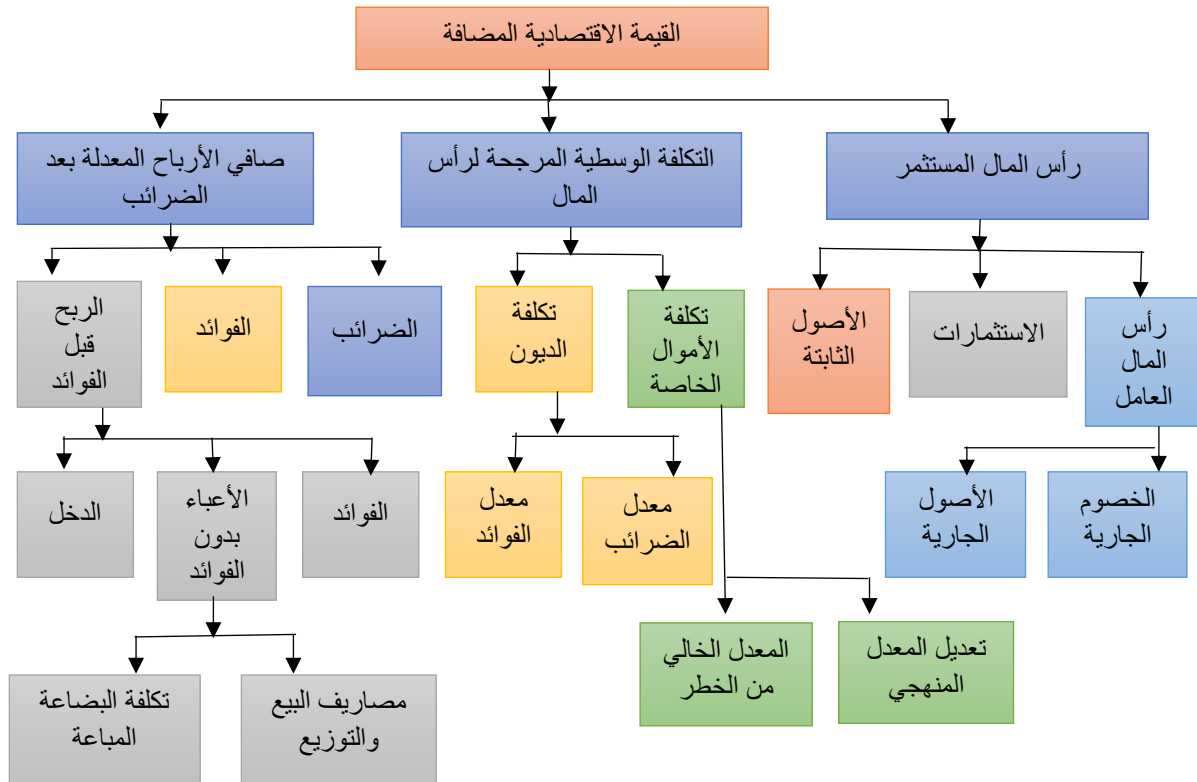 القيمة الاقتصادية المضافة
رأس المال المستثمر
التكلفة الوسطية المرجحة لرأس
المال
صافي الأرباح المعدلة بعد
الضرائب
رأس
المال
العامل
الاستثمارات
الأصول
الثابتة
تكلفة
الأموال
الخاصة
تكلفة
الديون
الضرائب
الفوائد
الربح
قبل
الفوائد
الخصوم
الجارية
الأصول
الجارية
معدل
الضرائب
معدل
الفوائد
الفوائد
الأعباء
بدون
الفوائد
الدخل
تعديل المعدل
المنهجي
المعدل الخالي
من الخطر
مصاريف البيع
والتوزيع
تكلفة البضاعة
المباعة